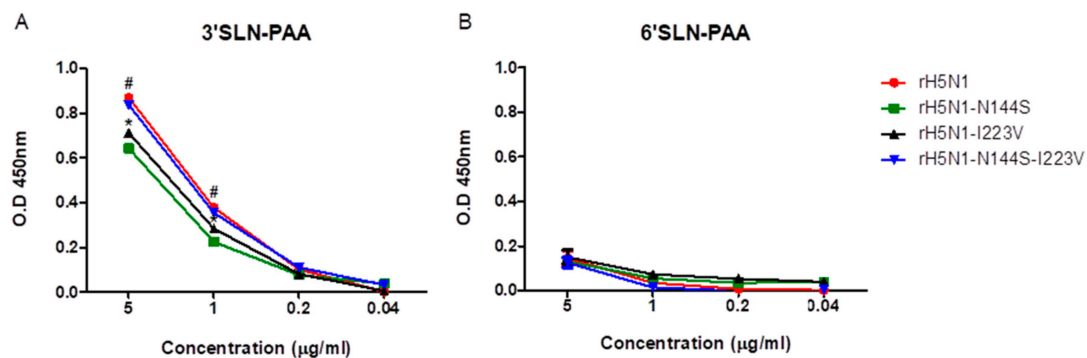 A
3'SLN-PAA
1.0
0.8
0.6
0.4
0.2
0.0
O.D 450nm
#
*
#
*
5
1
0.2
0.04
Concentration (μg/ml)
B
6'SLN-PAA
1.0
0.8
0.6
0.4
0.2
0.0
O.D 450nm
5
1
0.2
0.04
Concentration (μg/ml)
rH5N1
rH5N1-N144S
rH5N1-I223V
rH5N1-N144S-I223V